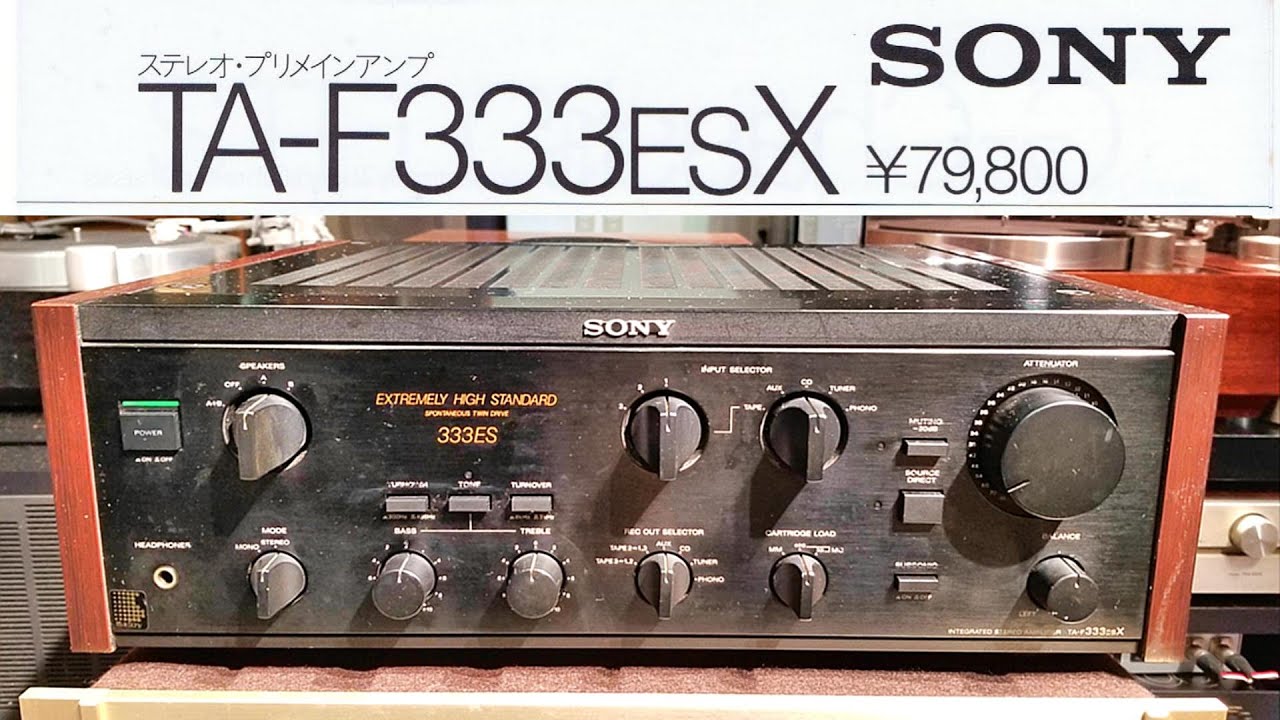 ステレオ・プリメインアンプ
SONY
TA-F333ESX ¥79,800
SONY
SPEAKERS
OFF A B
A+B
POWER
ON OFF
EXTREMELY HIGH STANDARD
SPONTANEOUS TWIN DRIVE
333ES
INPUT SELECTOR
3 2 1
TAPE
AUX CD TUNER
PHONO
ATTENUATOR
MUTING
-20dB
SOURCE
DIRECT
TONE TURNOVER
BASS TREBLE
MODE
MONO STEREO
HEADPHONES
REC OUT SELECTOR
AUX
CD
TUNER
PHONO
CARTRIDGE LOAD
MM
SUBSONIC
ON OFF
BALANCE
LEFT
INTEGRATED STEREO AMPLIFIER TA-F333ESX